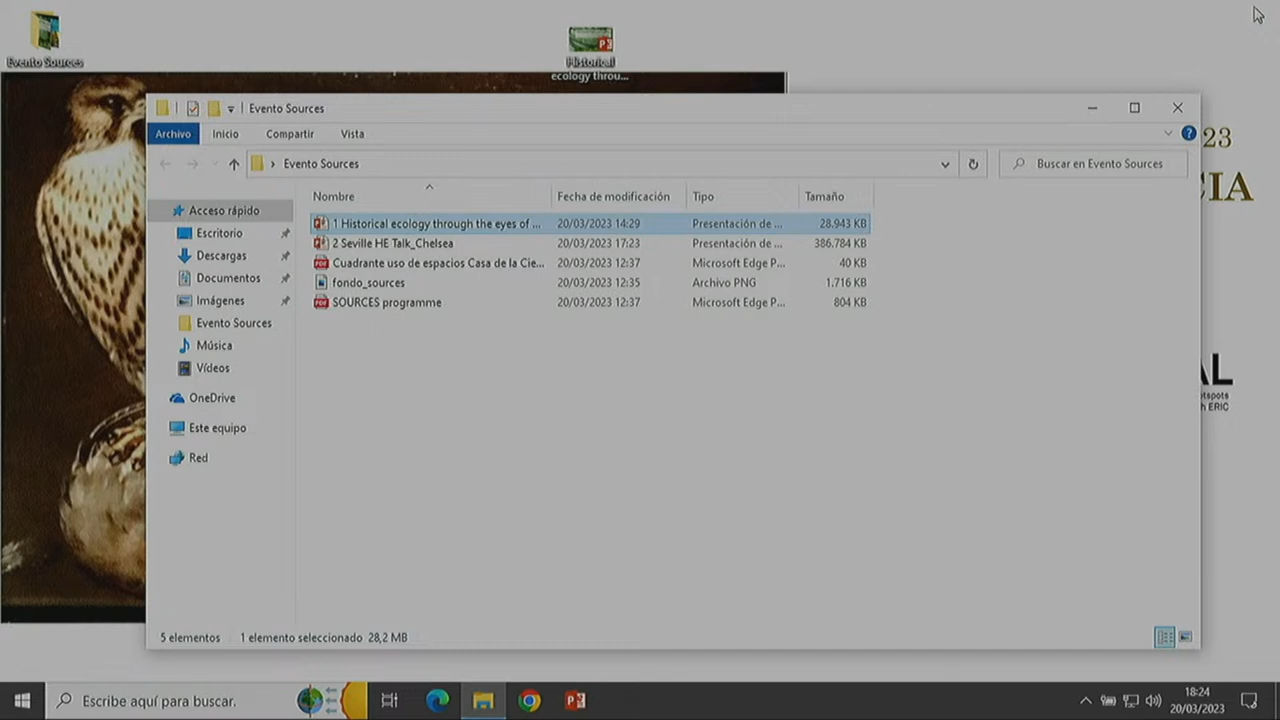 Evento Sources
Historical
ecology throu...
Evento Sources
Archivo Inicio Compartir Vista
23
Evento Sources
Buscar en Evento Sources
CIA
Nombre Fecha de modificación Tipo Tamaño
Acceso rápido
1 Historical ecology through the eyes of ... 20/03/2023 14:29 Presentación de ... 28.943 KB
Escritorio
2 Seville HE Talk_Chelsea 20/03/2023 17:23 Presentación de ... 386.784 KB
Descargas
Cuadrante uso de espacios Casa de la Cie... 20/03/2023 12:37 Microsoft Edge P... 40 KB
Documentos
fondo_sources 20/03/2023 12:35 Archivo PNG 1.716 KB
Imágenes
SOURCES programme 20/03/2023 12:37 Microsoft Edge P... 804 KB
Evento Sources
Música
Vídeos
AL
otspots
h ERIC
OneDrive
Este equipo
Red
5 elementos 1 elemento seleccionado 28,2 MB
Escribe aquí para buscar.
18:24
20/03/2023